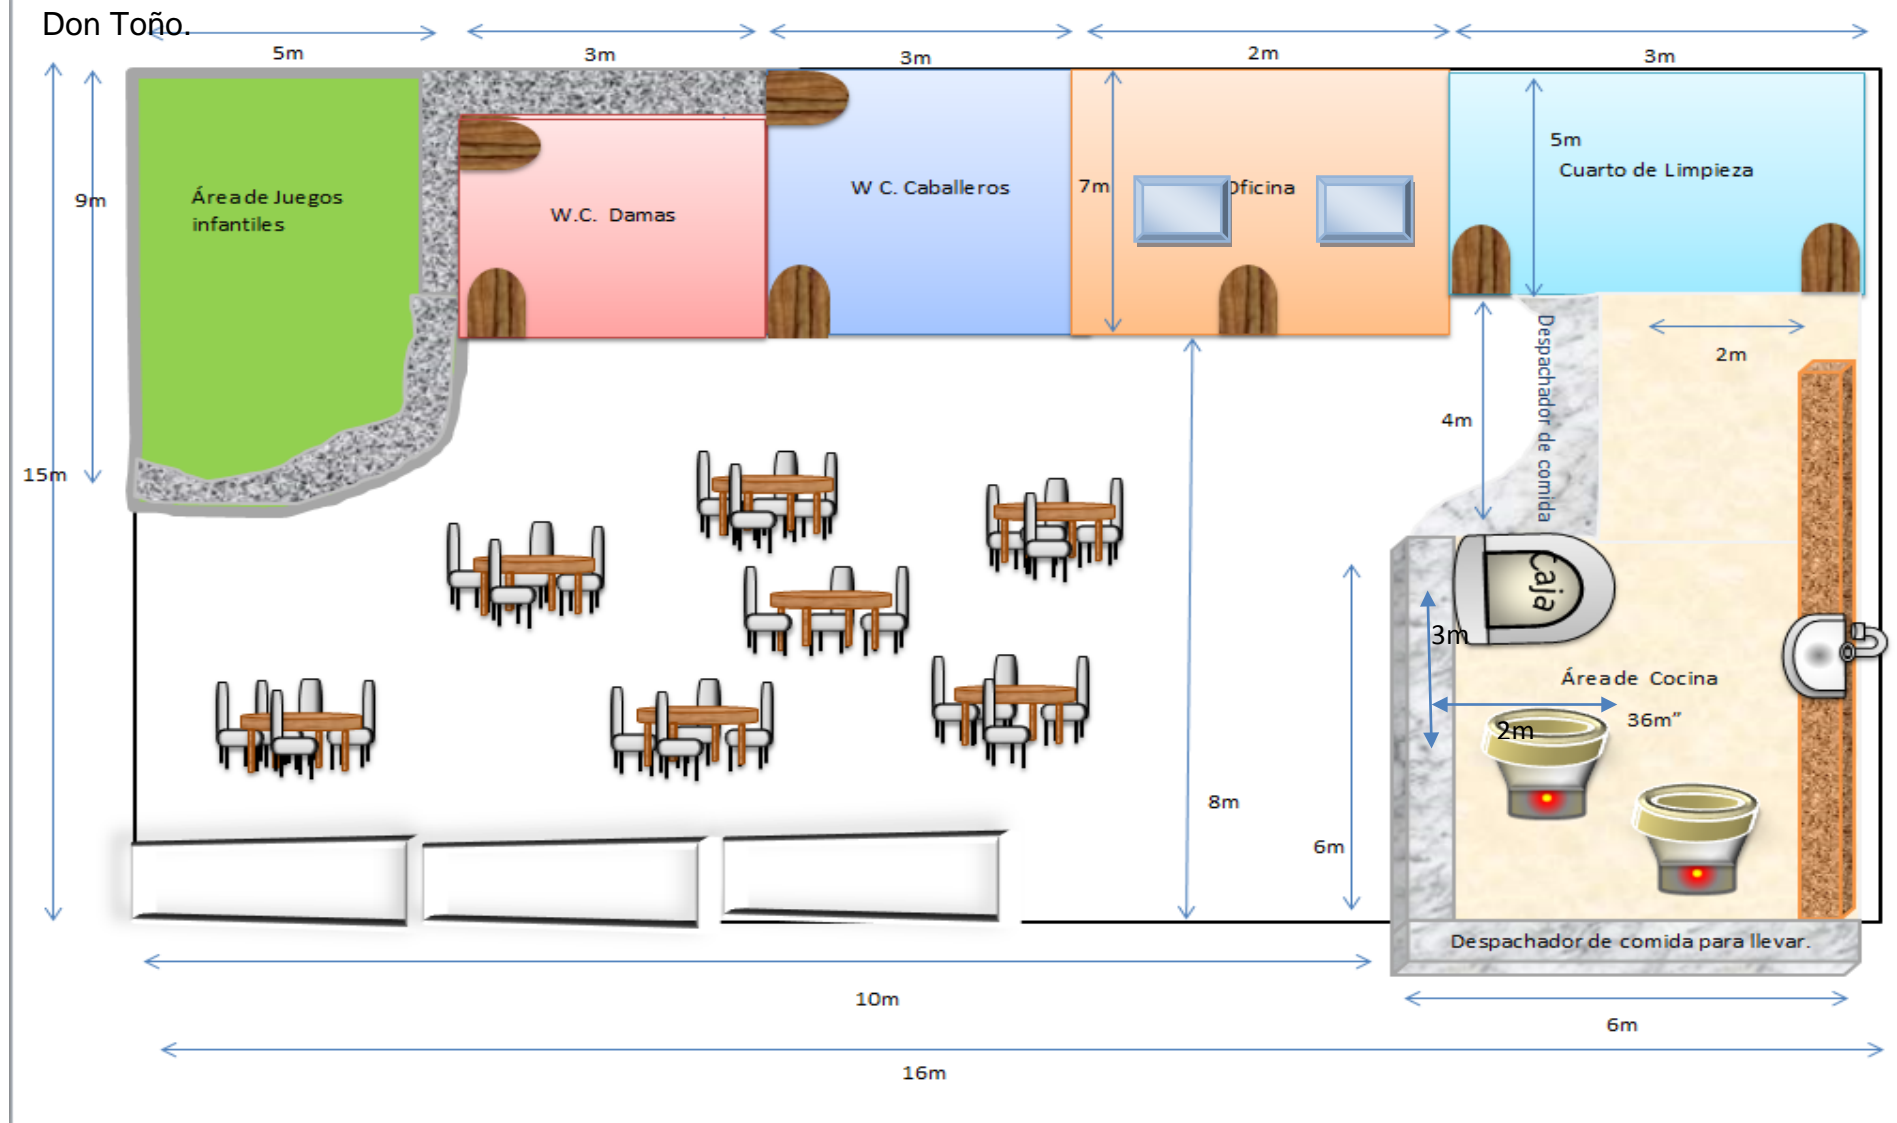 Don Toño.
5m
3m
3m
2m
3m
9m
15m
Área de Juegos
infantiles
W.C. Damas
W C. Caballeros
7m
Oficina
5m
Cuarto de Limpieza
2m
Despachador de comida
4m
Caja
3m
Área de Cocina
36m”
2m
8m
6m
Despachador de comida para llevar.
10m
6m
16m